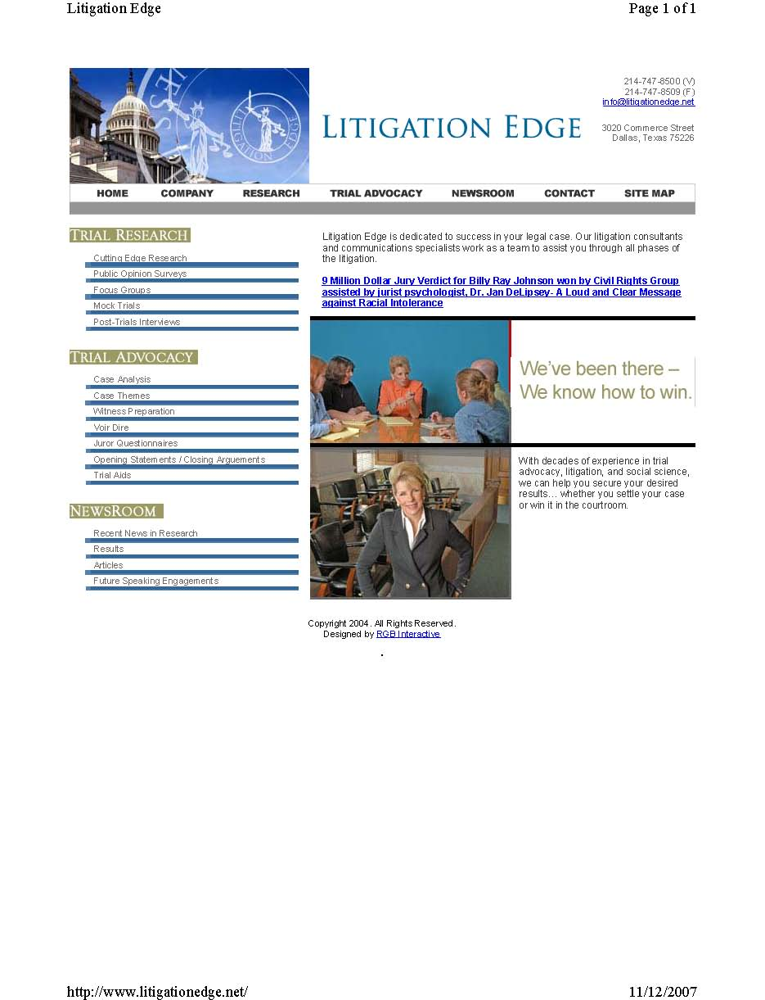 Litigation Edge
Page 1 of 1
214-747-8500 (V)
214-747-8509 (F)
info@litigationedge.net
LITIGATION EDGE
3020 Commerce Street
Dallas, Texas 75226
HOME COMPANY RESEARCH TRIAL ADVOCACY NEWSROOM CONTACT SITE MAP
TRIAL RESEARCH
Cutting Edge Research
Public Opinion Surveys
Focus Groups
Mock Trials
Post-Trials Interviews
TRIAL ADVOCACY
Case Analysis
Case Themes
Witness Preparation
Voir Dire
Juror Questionnaires
Opening Statements / Closing Arguements
Trial Aids
NEWSROOM
Recent News in Research
Results
Articles
Future Speaking Engagements
Litigation Edge is dedicated to success in your legal case. Our litigation consultants
and communications specialists work as a team to assist you through all phases of
the litigation.
9 Million Dollar Jury Verdict for Billy Ray Johnson won by Civil Rights Group
assisted by jurist psychologist, Dr. Jan DeLipsey- A Loud and Clear Message
against Racial Intolerance
We've been there –
We know how to win.
With decades of experience in trial
advocacy, litigation, and social science,
we can help you secure your desired
results... whether you settle your case
or win it in the courtroom.
Copyright 2004. All Rights Reserved.
Designed by RGB Interactive
.
http://www.litigationedge.net/
11/12/2007